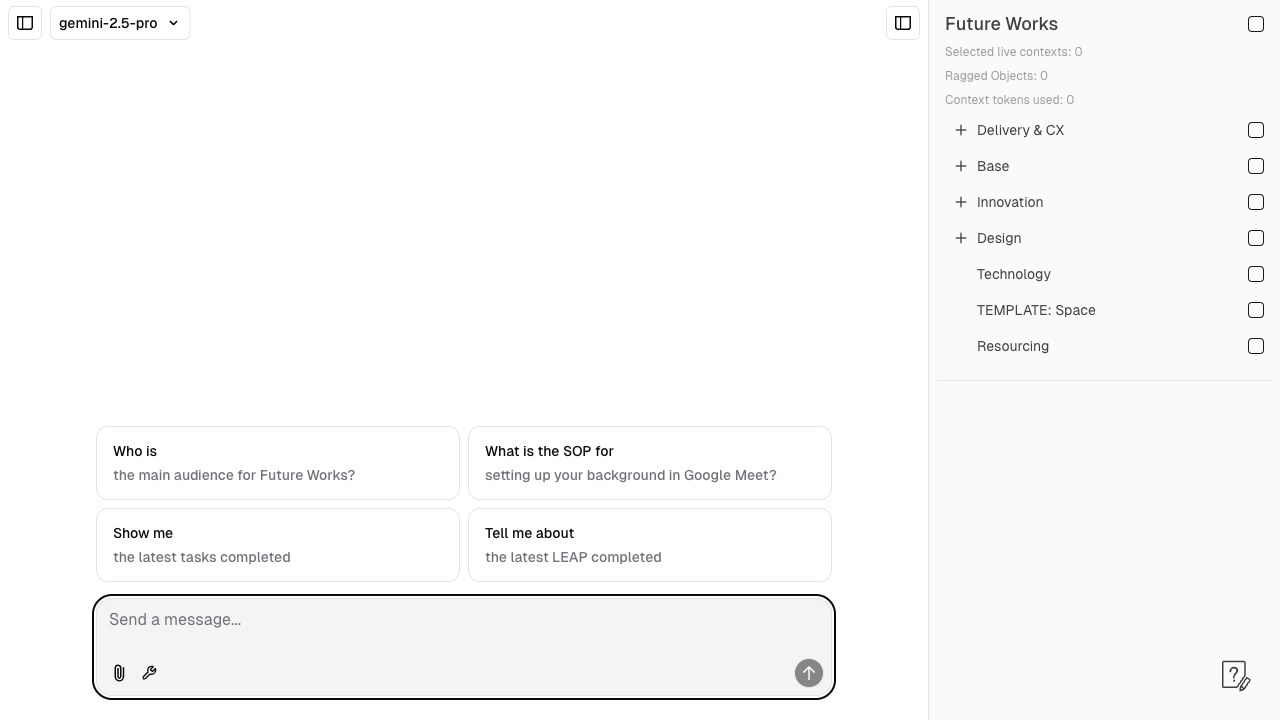 gemini-2.5-pro
Who is
the main audience for Future Works?
What is the SOP for
setting up your background in Google Meet?
Show me
the latest tasks completed
Tell me about
the latest LEAP completed
Send a message...
Future Works
Selected live contexts: 0
Ragged Objects: 0
Context tokens used: 0
Delivery & CX
Base
Innovation
Design
Technology
TEMPLATE: Space
Resourcing